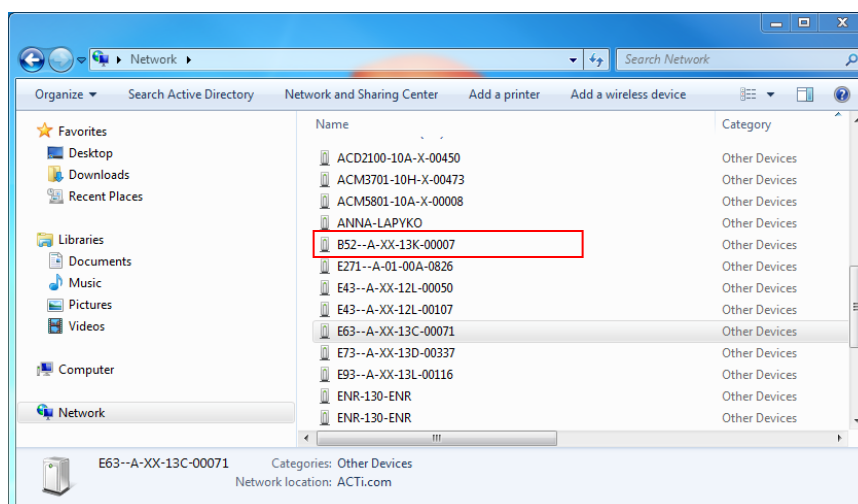 Network
Search Network
Organize
Search Active Directory
Network and Sharing Center
Add a printer
Add a wireless device
Favorites
Desktop
Downloads
Recent Places
Libraries
Documents
Music
Pictures
Videos
Computer
Network
Name Category
ACD2100-10A-X-00450 Other Devices
ACM3701-10H-X-00473 Other Devices
ACM5801-10A-X-00008 Other Devices
ANNA-LAPYKO Other Devices
B52--A-XX-13K-00007 Other Devices
E271--A-01-00A-0826 Other Devices
E43--A-XX-12L-00050 Other Devices
E43--A-XX-12L-00107 Other Devices
E63--A-XX-13C-00071 Other Devices
E73--A-XX-13D-00337 Other Devices
E93--A-XX-13L-00116 Other Devices
ENR-130-ENR Other Devices
ENR-130-ENR Other Devices
E63--A-XX-13C-00071 Categories: Other Devices
Network location: ACTi.com